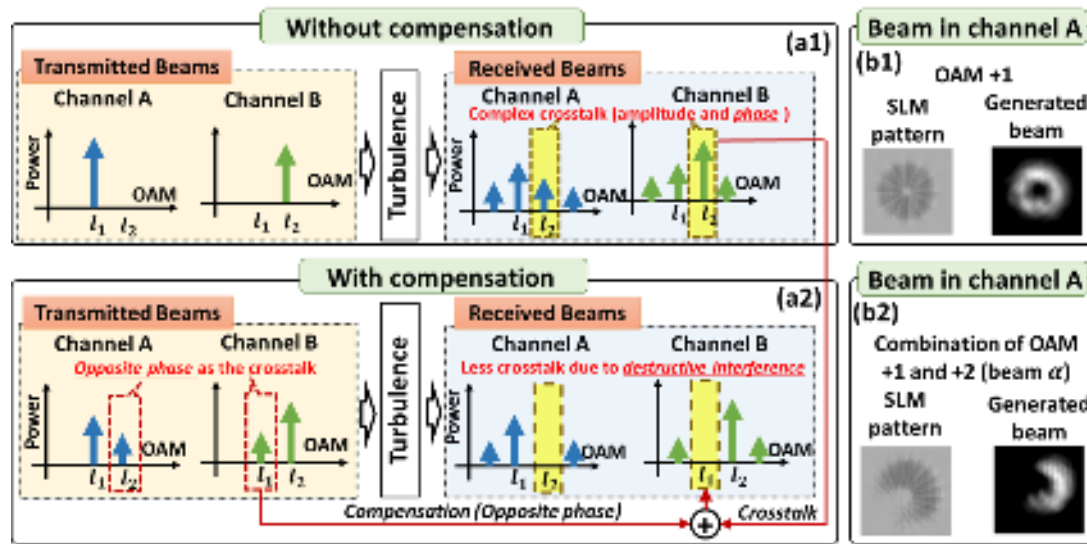 Without compensation
(a1)
Transmitted Beams
Channel A
Channel B
Power
OAM
l₁ l₂
OAM
l₁ l₂
Turbulence
Received Beams
Channel A
Channel B
Complex crosstalk (amplitude and phase )
Power
OAM
l₁ l₂
OAM
l₁ l₂
Beam in channel A
(b1)
OAM +1
SLM
pattern
Generated
beam
With compensation
(a2)
Transmitted Beams
Channel A
Channel B
Opposite phase as the crosstalk
Power
OAM
l₁ l₂
OAM
l₁ l₂
Turbulence
Received Beams
Channel A
Channel B
Less crosstalk due to destructive interference
Power
OAM
l₁ l₂
OAM
l₁ l₂
Compensation (Opposite phase)
+
Crosstalk
Beam in channel A
(b2)
Combination of OAM
+1 and +2 (beam α)
SLM
pattern
Generated
beam